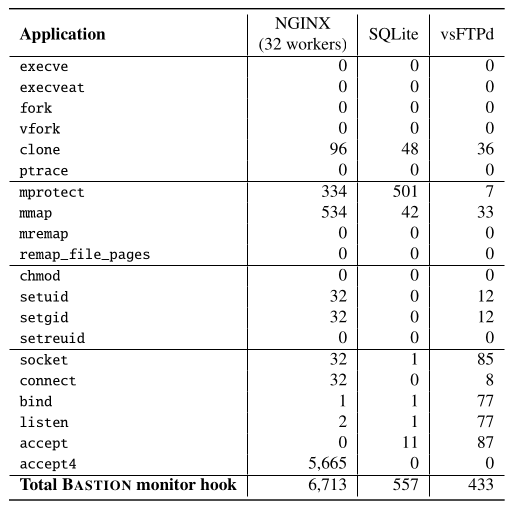 Application NGINX (32 workers) SQLite vsFTPd
execve 0 0 0
execveat 0 0 0
fork 0 0 0
vfork 0 0 0
clone 96 48 36
ptrace 0 0 0
mprotect 334 501 7
mmap 534 42 33
mremap 0 0 0
remap_file_pages 0 0 0
chmod 0 0 0
setuid 32 0 12
setgid 32 0 12
setreuid 0 0 0
socket 32 1 85
connect 32 0 8
bind 1 1 77
listen 2 1 77
accept 0 11 87
accept4 5,665 0 0
Total BASTION monitor hook 6,713 557 433